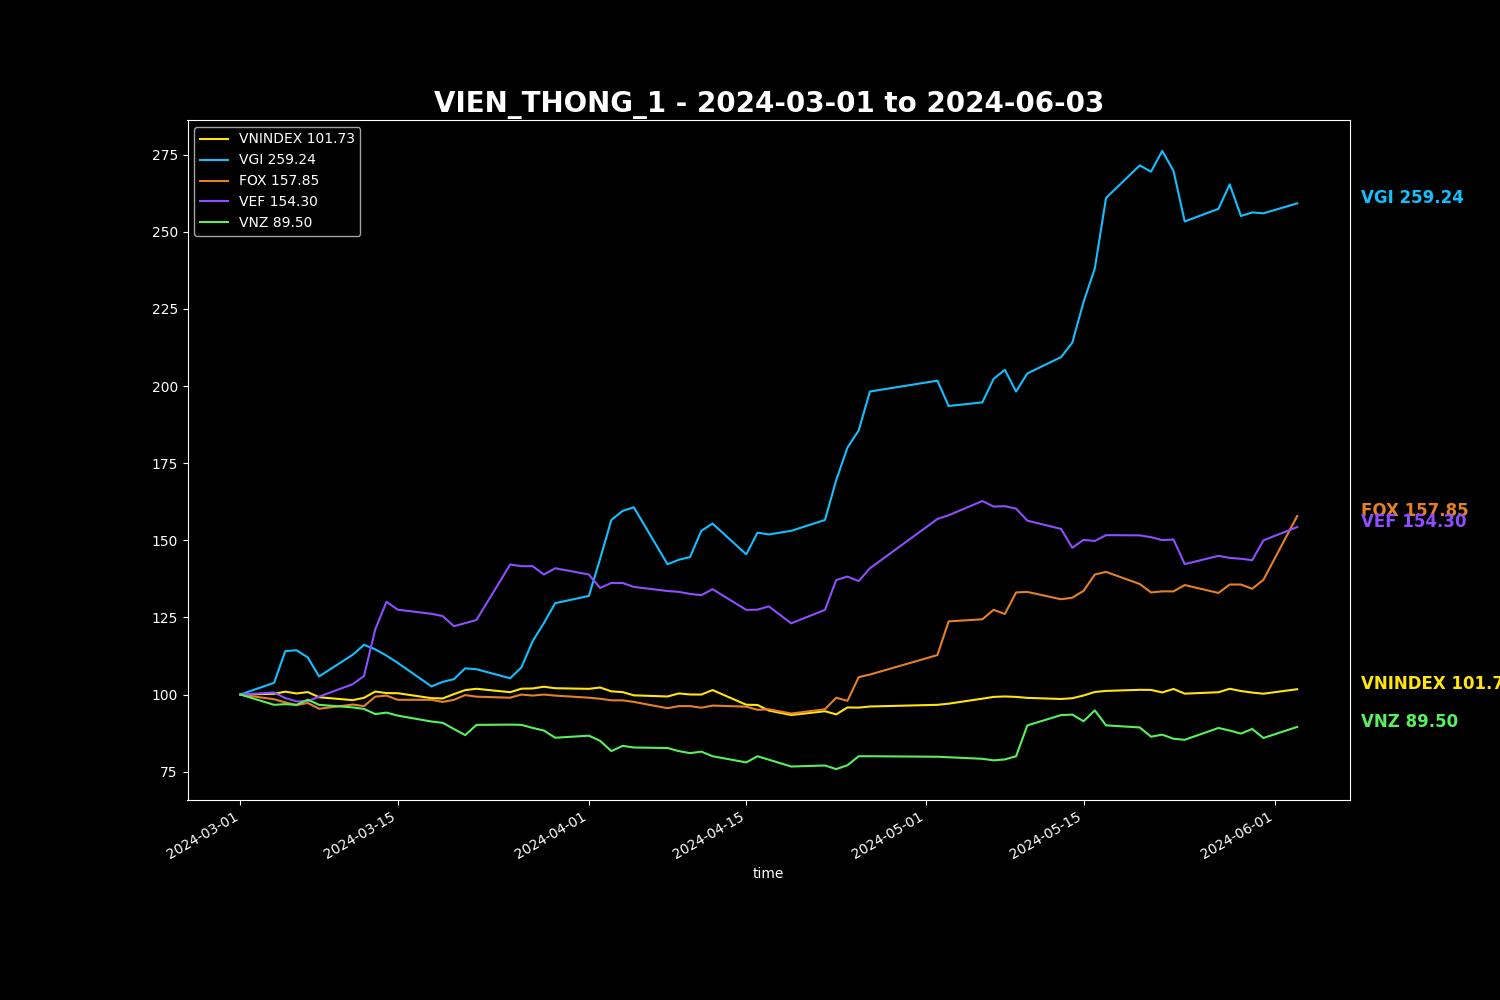 VIEN_THONG_1 - 2024-03-01 to 2024-06-03
VNINDEX 101.73
VGI 259.24
FOX 157.85
VEF 154.30
VNZ 89.50
275
250
225
200
175
150
125
100
75
VGI 259.24
FOX 157.85
VEF 154.30
VNINDEX 101.7
VNZ 89.50
2024-03-01
2024-03-15
2024-04-01
2024-04-15
2024-05-01
2024-05-15
2024-06-01
time